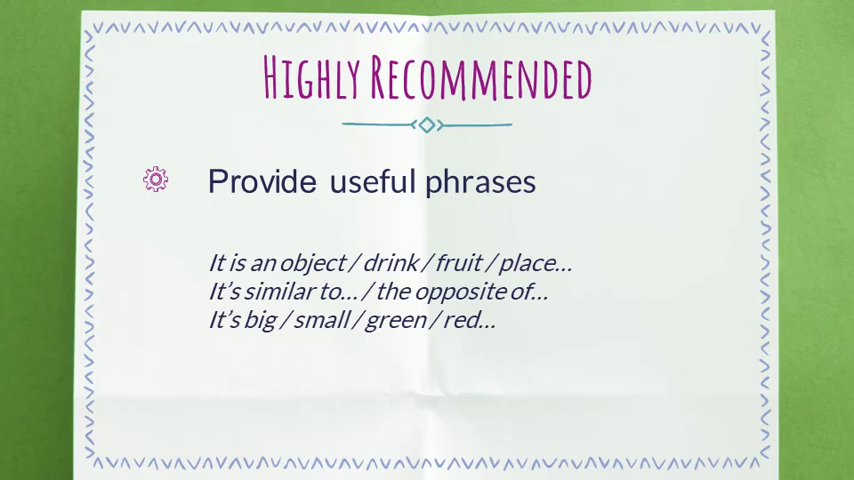 Highly Recommended
Provide useful phrases
It is an object / drink / fruit / place...
It's similar to... / the opposite of...
It's big / small / green / red...